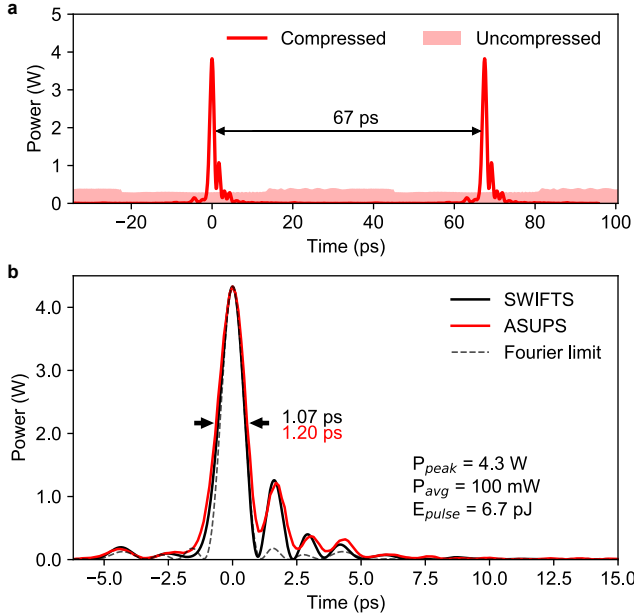 a
Compressed
Uncompressed
Power (W)
5
4
3
2
1
0
67 ps
−20
0
20
40
60
80
100
Time (ps)
b
SWIFTS
ASUPS
Fourier limit
Power (W)
4.0
3.0
2.0
1.0
0.0
1.07 ps
1.20 ps
P_peak = 4.3 W
P_avg = 100 mW
E_pulse = 6.7 pJ
−5.0
−2.5
0.0
2.5
5.0
7.5
10.0
12.5
15.0
Time (ps)